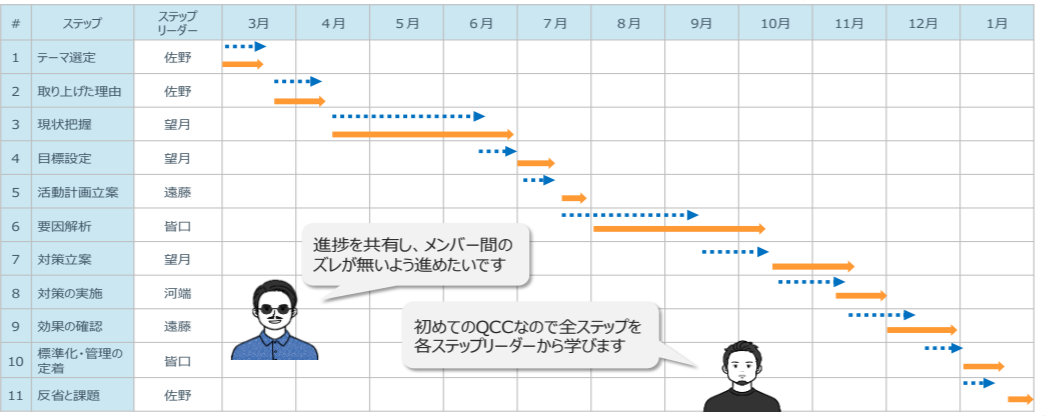 # ステップ ステップリーダー 3月 4月 5月 6月 7月 8月 9月 10月 11月 12月 1月
1 テーマ選定 佐野
2 取り上げた理由 佐野
3 現状把握 望月
4 目標設定 望月
5 活動計画立案 遠藤
6 要因解析 皆口
進捗を共有し、メンバー間の
ズレが無いよう進めたいです
7 対策立案 望月
8 対策の実施 河端
9 効果の確認 遠藤
初めてのQCCなので全ステップを
各ステップリーダーから学びます
10 標準化・管理の定着 皆口
11 反省と課題 佐野